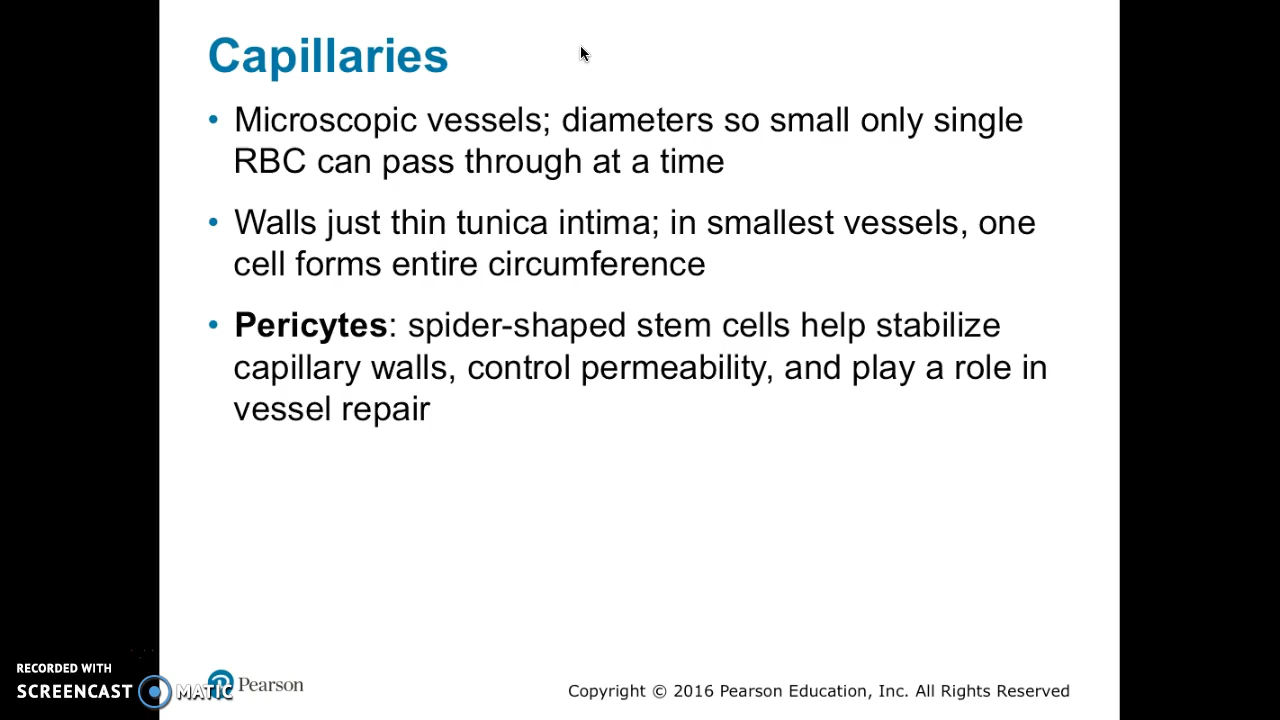 Capillaries
• Microscopic vessels; diameters so small only single
RBC can pass through at a time
• Walls just thin tunica intima; in smallest vessels, one
cell forms entire circumference
• Pericytes: spider-shaped stem cells help stabilize
capillary walls, control permeability, and play a role in
vessel repair
RECORDED WITH
SCREENCAST MATIC
Pearson
Copyright © 2016 Pearson Education, Inc. All Rights Reserved